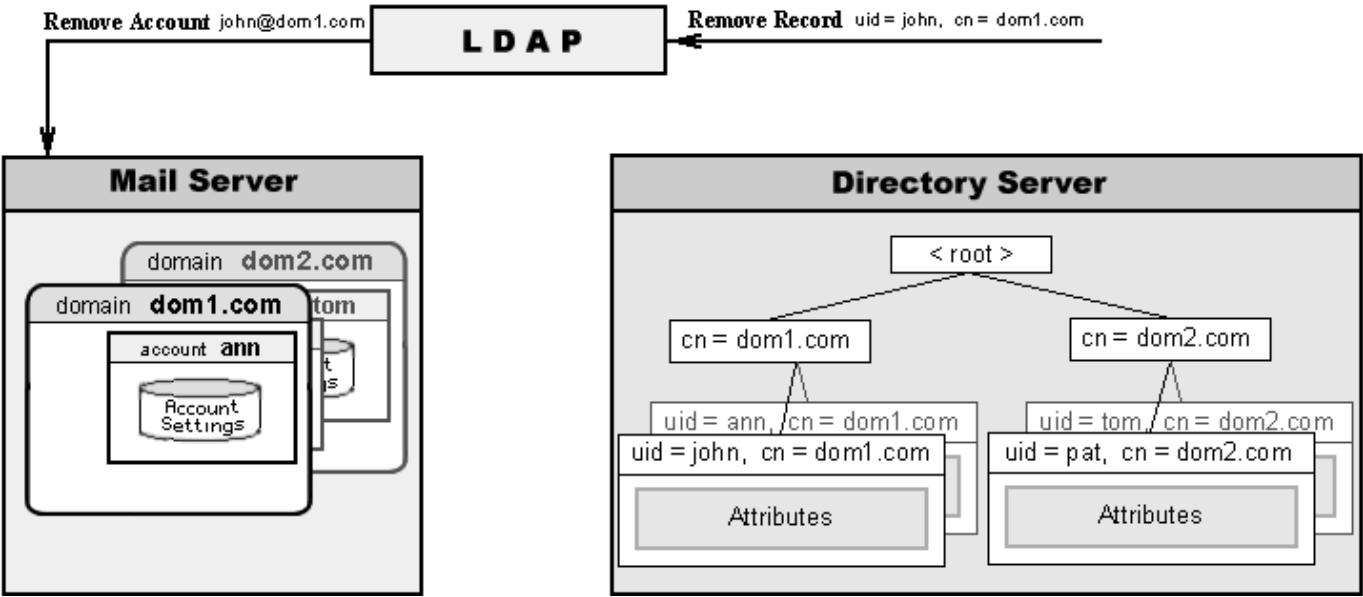 Remove Account john@dom1.com
LDAP
Remove Record uid = john, cn = dom1.com
Mail Server
domain dom2.com
tom
domain dom1.com
account ann
Account
Settings
Directory Server
< root >
cn = dom1.com
cn = dom2.com
uid = ann, cn = dom1.com
uid = john, cn = dom1.com
Attributes
uid = tom, cn = dom2.com
uid = pat, cn = dom2.com
Attributes